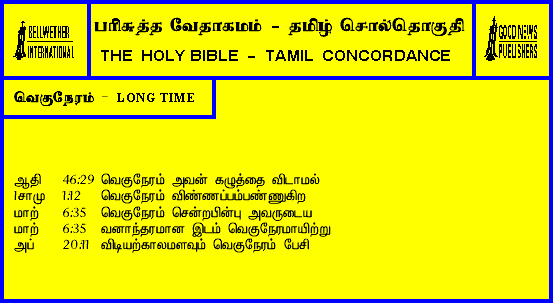 BELLWETHER
INTERNATIONAL
பரிசுத்த வேதாகமம் - தமிழ் சொல்தொகுதி
THE HOLY BIBLE - TAMIL CONCORDANCE
GOOD NEWS
PUBLISHERS
வெகுநேரம் - LONG TIME
ஆதி 46:29 வெகுநேரம் அவன் கழுத்தை விடாமல்
1சாமு 1:12 வெகுநேரம் விண்ணப்பம்பண்ணுகிற
மாற் 6:35 வெகுநேரம் சென்றபின்பு அவருடைய
மாற் 6:35 வனாந்தரமான இடம் வெகுநேரமாயிற்று
அப் 20:11 விடியற்காலமளவும் வெகுநேரம் பேசி